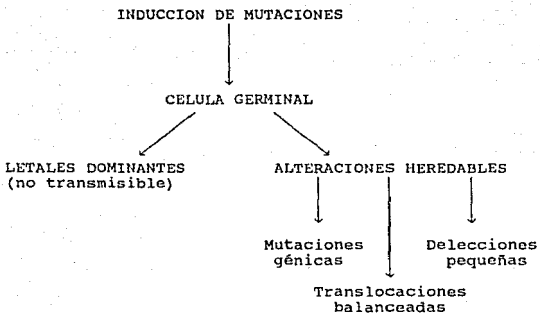 INDUCCION DE MUTACIONES
CELULA GERMINAL
LETALES DOMINANTES
(no transmisible)
ALTERACIONES HEREDABLES
Mutaciones
génicas
Delecciones
pequeñas
Translocaciones
balanceadas